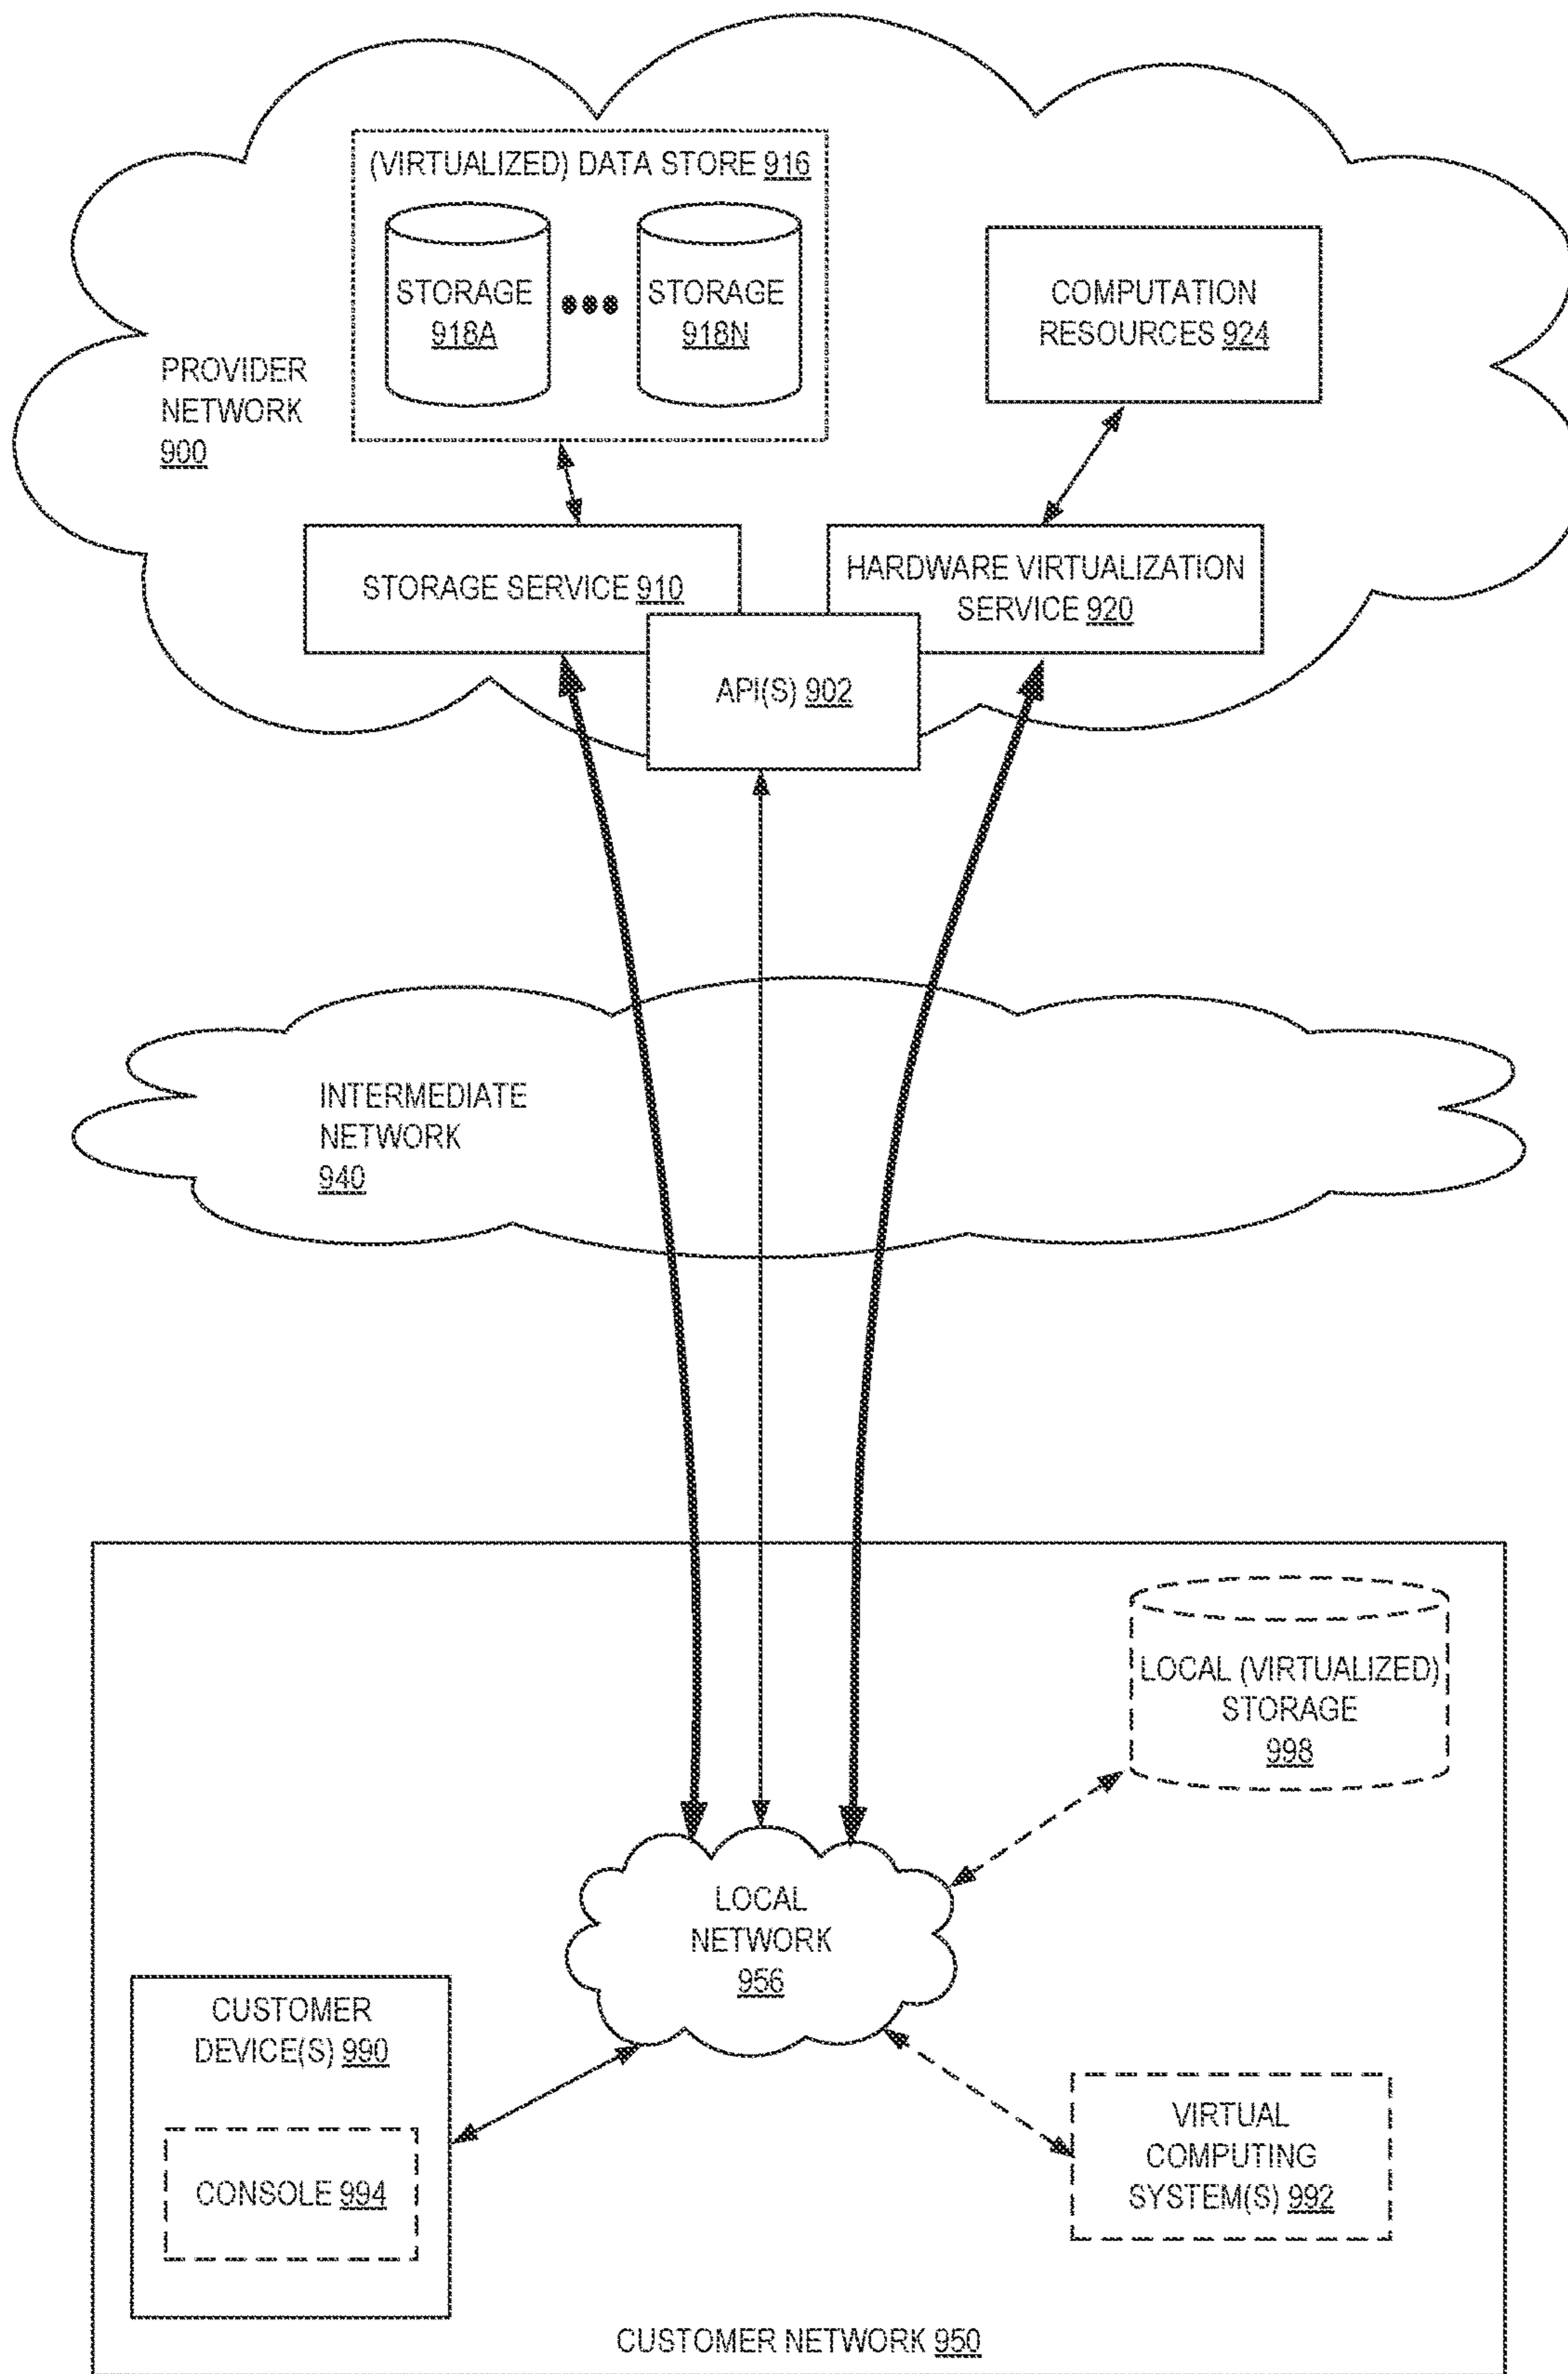 (VIRTUALIZED) DATA STORE 916
STORAGE
918A
STORAGE
918N
COMPUTATION
RESOURCES 924
PROVIDER
NETWORK
900
STORAGE SERVICE 910
HARDWARE VIRTUALIZATION
SERVICE 920
API(S) 902
INTERMEDIATE
NETWORK
940
LOCAL (VIRTUALIZED)
STORAGE
998
LOCAL
NETWORK
956
CUSTOMER
DEVICE(S) 990
CONSOLE 994
VIRTUAL
COMPUTING
SYSTEM(S) 992
CUSTOMER NETWORK 950